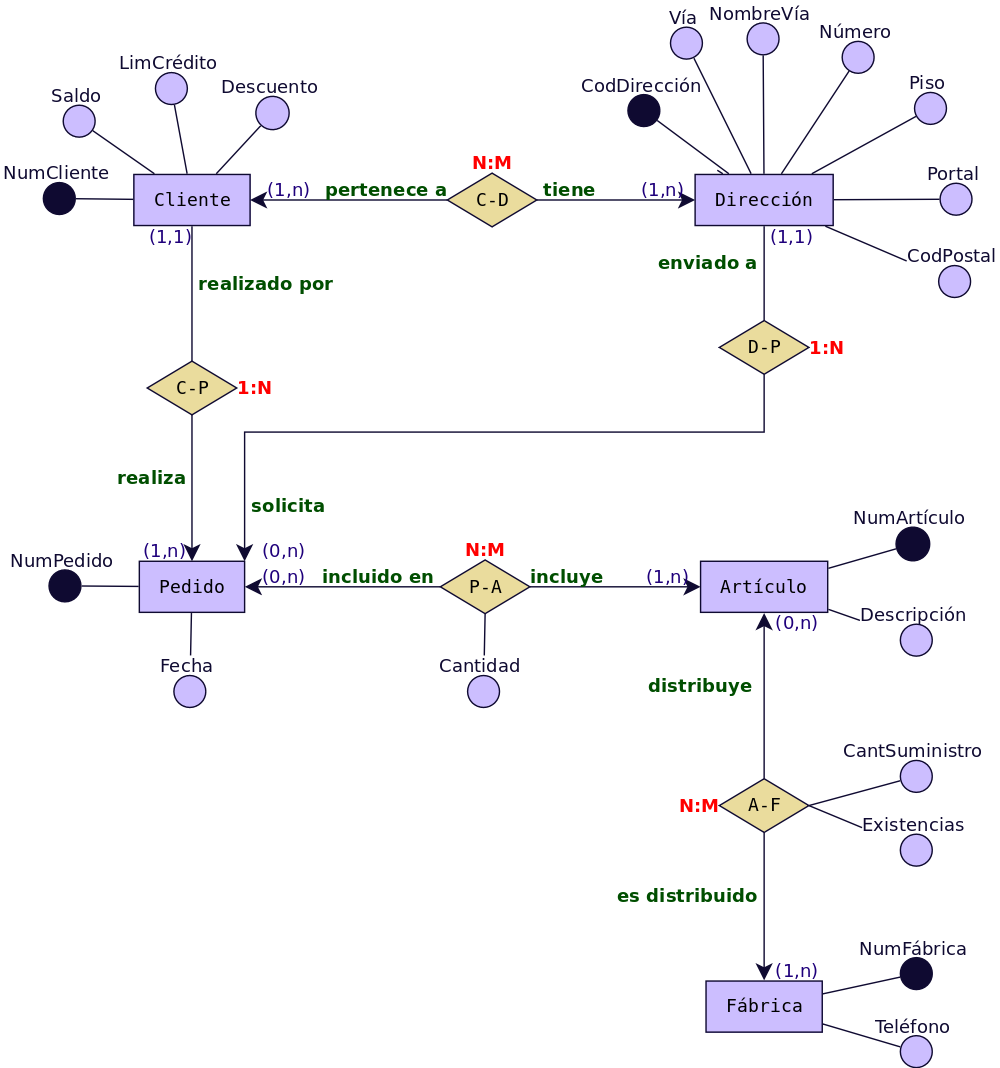 Vía
NombreVía
Número
LimCrédito
Saldo
Descuento
CodDirección
Piso
N:M
NumCliente
Portal
(1,n)
pertenece a
tiene
(1,n)
Cliente
C-D
Dirección
(1,1)
(1,1)
enviado a
CodPostal
realizado por
D-P
1:N
C-P
1:N
realiza
solicita
NumArtículo
(1,n)
(0,n)
N:M
NumPedido
(0,n)
incluido en
incluye
(1,n)
Pedido
P-A
Artículo
Descripción
(0,n)
Fecha
Cantidad
distribuye
CantSuministro
N:M
A-F
Existencias
es distribuido
NumFábrica
(1,n)
Fábrica
Teléfono